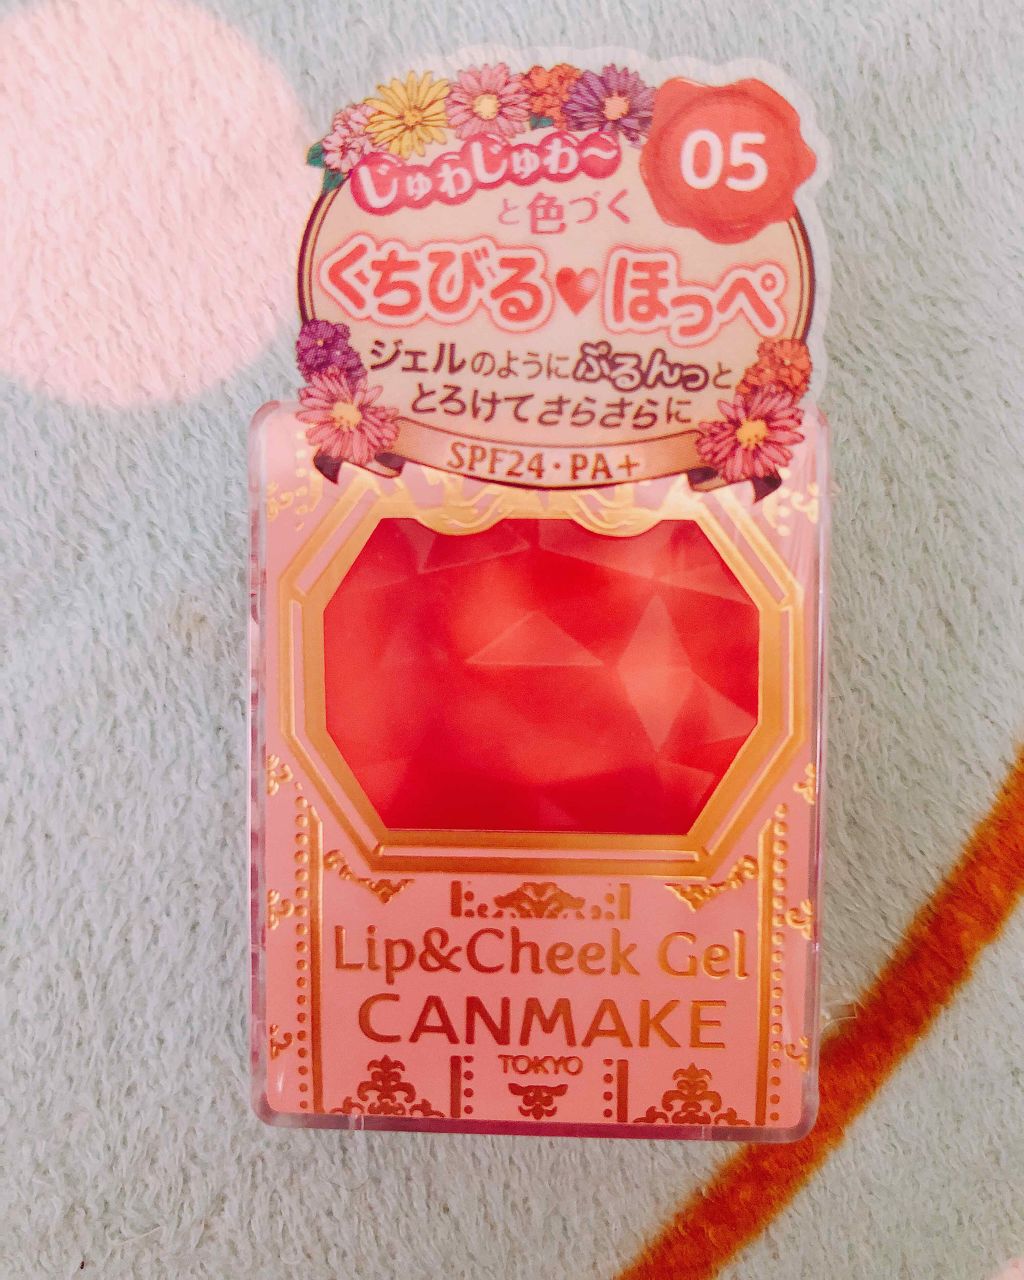 05
じゅわじゅわ～
と色づく
くちびる♥ほっぺ
ジェルのようにぷるんっと
とろけてさらさらに
SPF24・PA+
Lip&Cheek Gel
CANMAKE
TOKYO